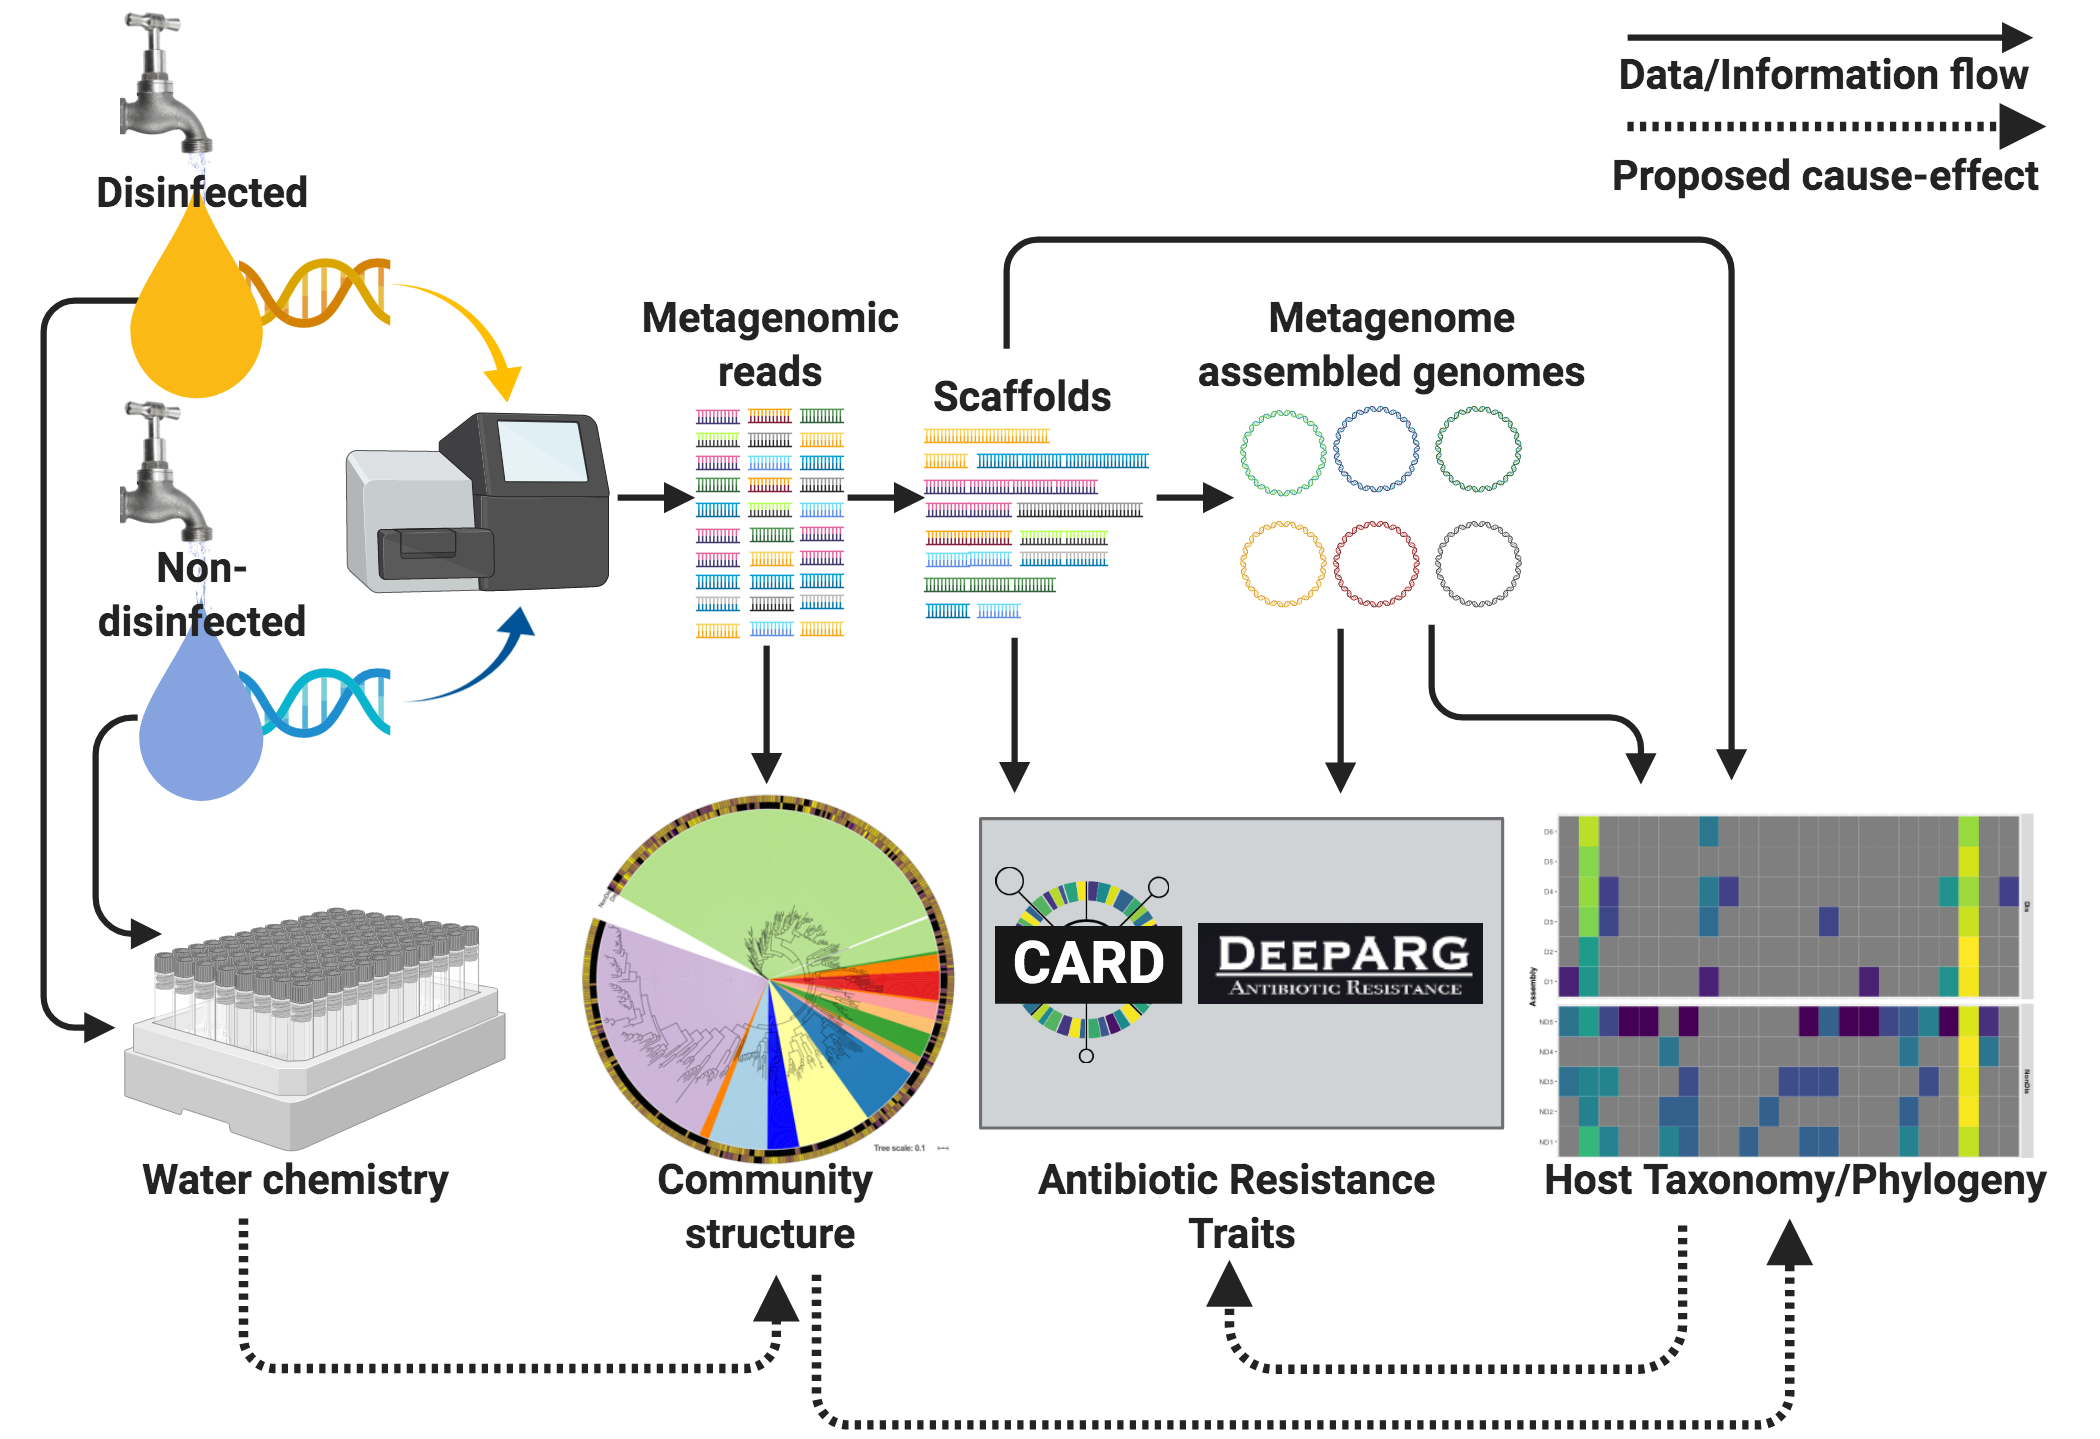 Data/Information flow
Proposed cause-effect
Disinfected
Non-
disinfected
Metagenomic
reads
Scaffolds
Metagenome
assembled genomes
CARD
DEEPARG
ANTIBIOTIC RESISTANCE
Tree scale: 0.1
Assembly
D6
D5
D4
D3
D2
D1
Dis
ND5
ND4
ND3
ND2
ND1
NonDis
Water chemistry
Community
structure
Antibiotic Resistance
Traits
Host Taxonomy/Phylogeny